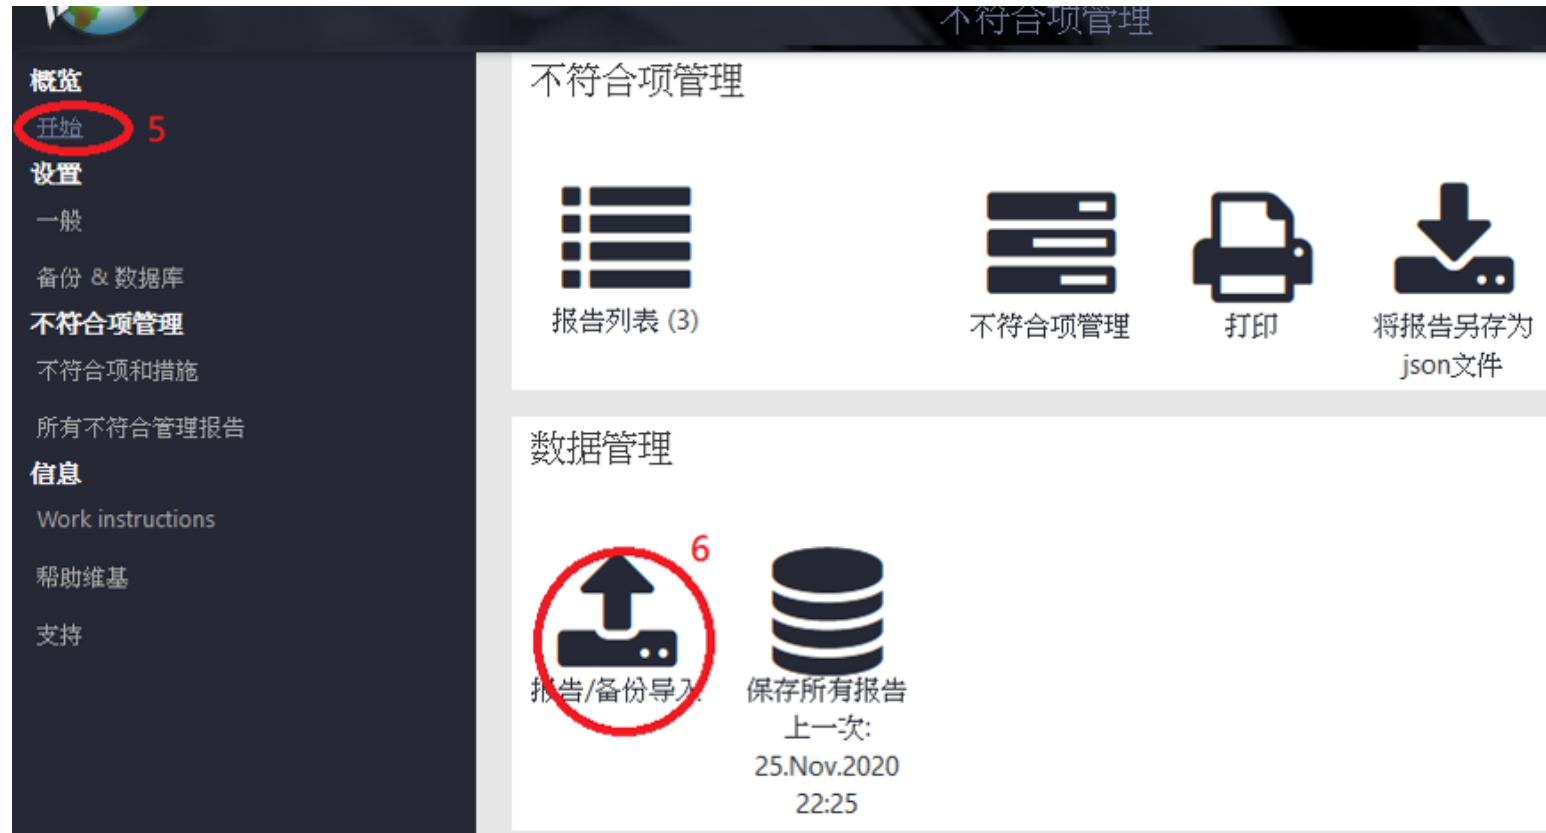 不符合项管理
概览
开始
5
设置
一般
备份 & 数据库
不符合项管理
不符合项和措施
所有不符合管理报告
信息
Work instructions
帮助维基
支持
不符合项管理
报告列表 (3)
不符合项管理
打印
将报告另存为
json文件
数据管理
6
报告/备份导入
保存所有报告
上一次:
25.Nov.2020
22:25